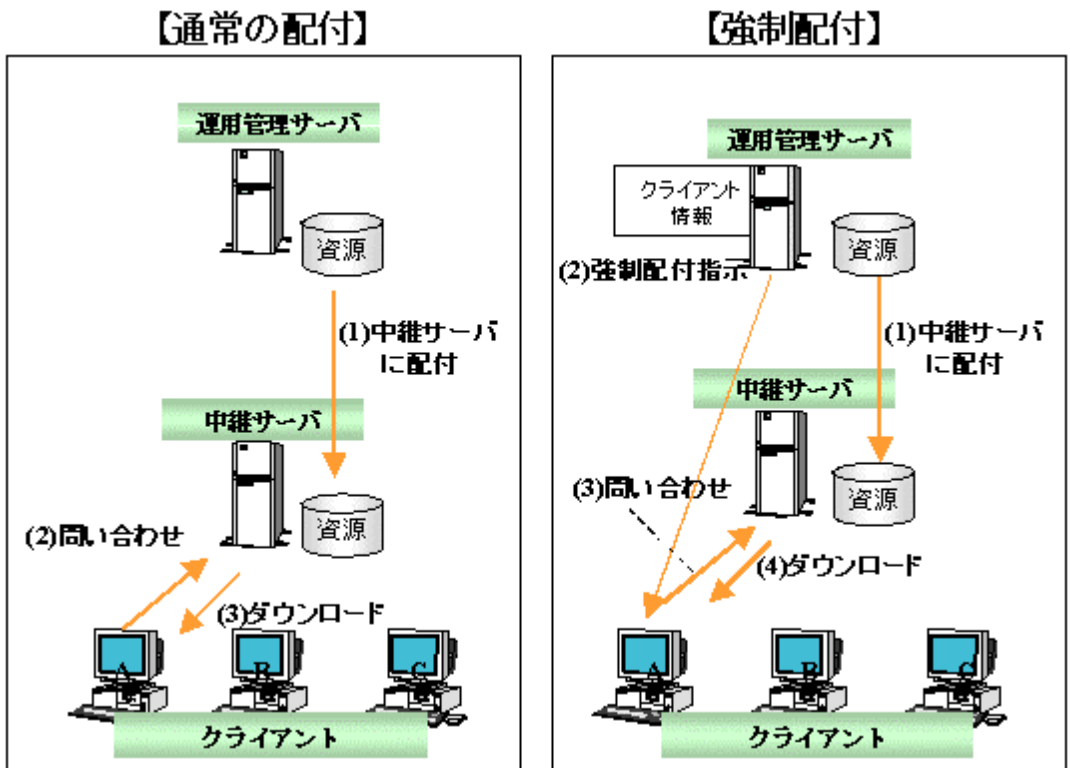 【通常の配付】
運用管理サーバ
資源
(1)中継サーバ
に配付
中継サーバ
資源
(2)問い合わせ
(3)ダウンロード
A
B
C
クライアント
【強制配付】
運用管理サーバ
クライアント
情報
資源
(2)強制配付指示
(1)中継サーバ
に配付
中継サーバ
資源
(3)問い合わせ
(4)ダウンロード
A
B
C
クライアント